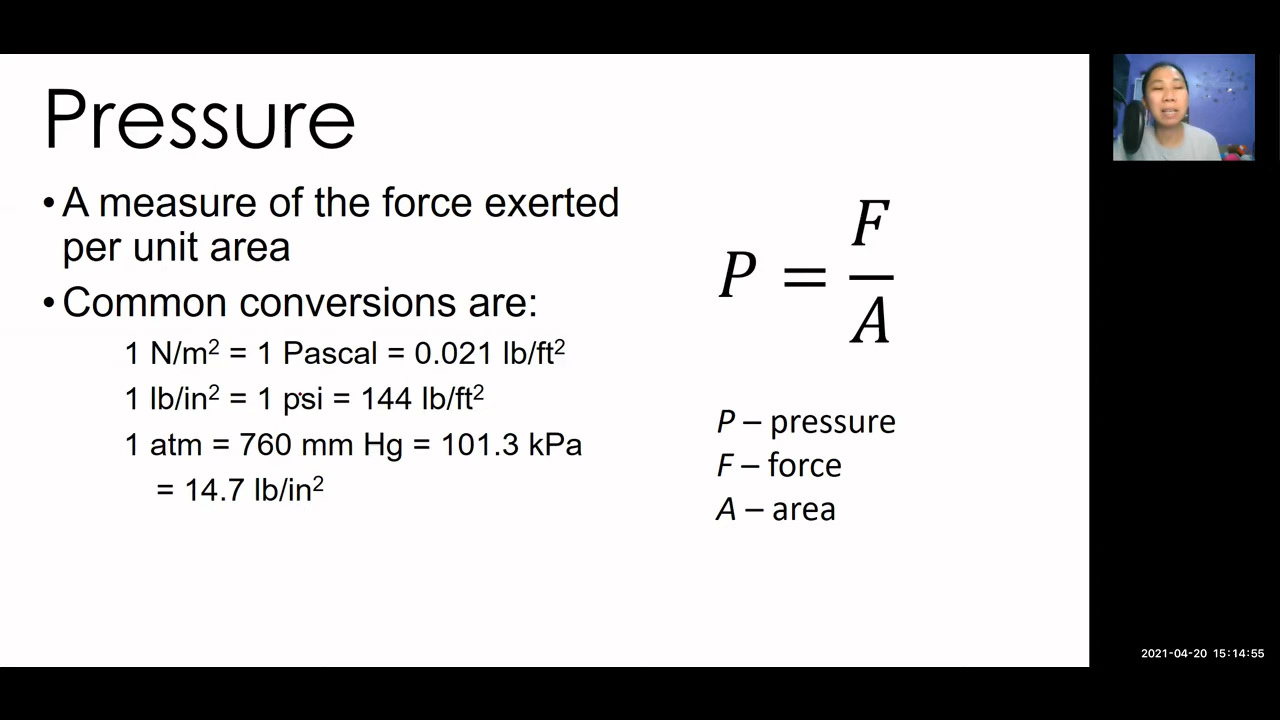 Pressure
• A measure of the force exerted
per unit area
• Common conversions are:
1 N/m² = 1 Pascal = 0.021 lb/ft²
1 lb/in² = 1 psi = 144 lb/ft²
1 atm = 760 mm Hg = 101.3 kPa
= 14.7 lb/in²
P = F/A
P – pressure
F – force
A – area
2021-04-20 15:14:55